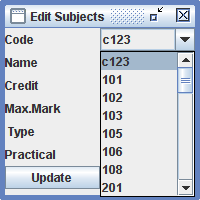 Edit Subjects
Code c123
Name c123
Credit 101
102
Max.Mark 103
Type 105
Practical 106
108
Update 201